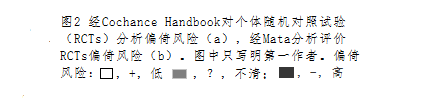 图2 经Cochance Handbook对个体随机对照试验
（RCTs）分析偏倚风险（a），经Mata分析评价
RCTs偏倚风险（b）。图中只写明第一作者。偏倚
风险：□，+，低 ■，？，不清；■，-，高